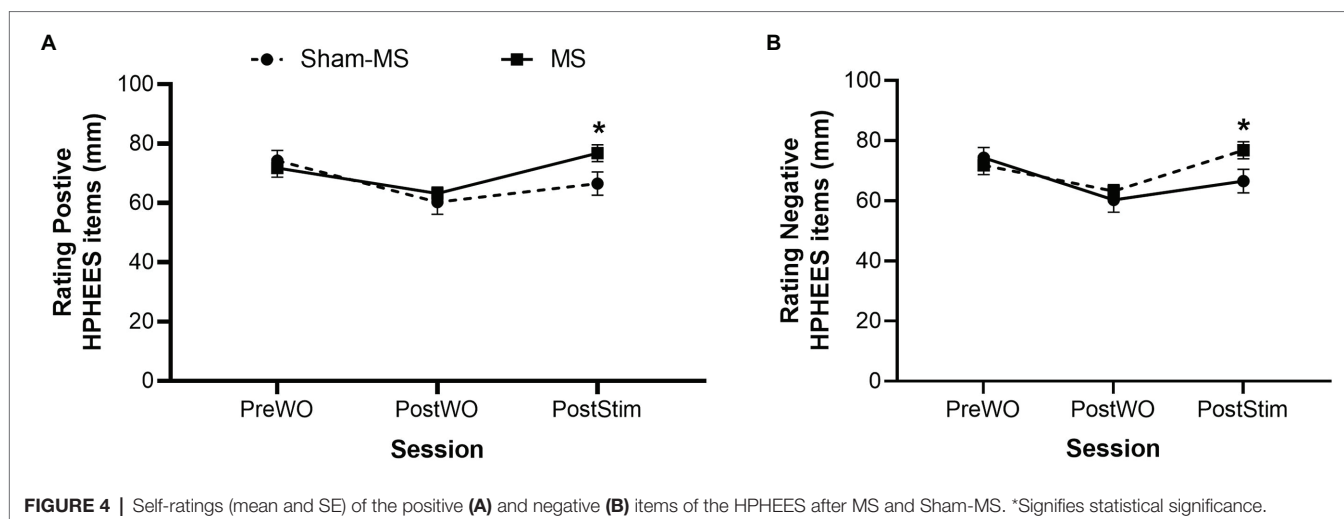 A
Sham-MS MS
100
80
60
40
20
0
Rating Postive
HPHEES items (mm)
*
PreWO PostWO PostStim
Session
B
100
80
60
40
20
0
Rating Negative
HPHEES items (mm)
*
PreWO PostWO PostStim
Session
FIGURE 4 | Self-ratings (mean and SE) of the positive (A) and negative (B) items of the HPHEES after MS and Sham-MS. *Signifies statistical significance.